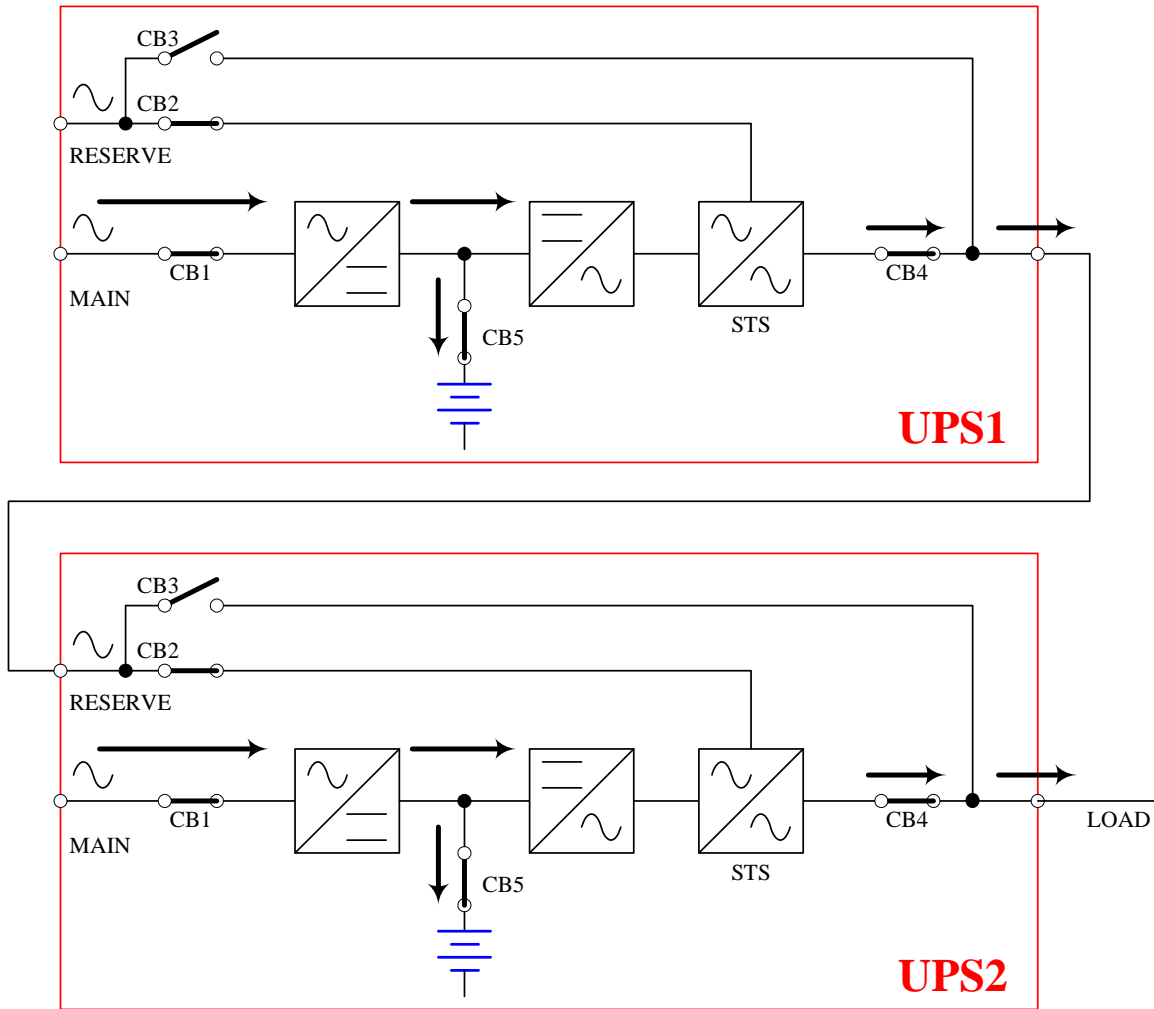 CB3
CB2
RESERVE
MAIN
CB1
CB5
STS
CB4
UPS1
CB3
CB2
RESERVE
MAIN
CB1
CB5
STS
CB4
LOAD
UPS2